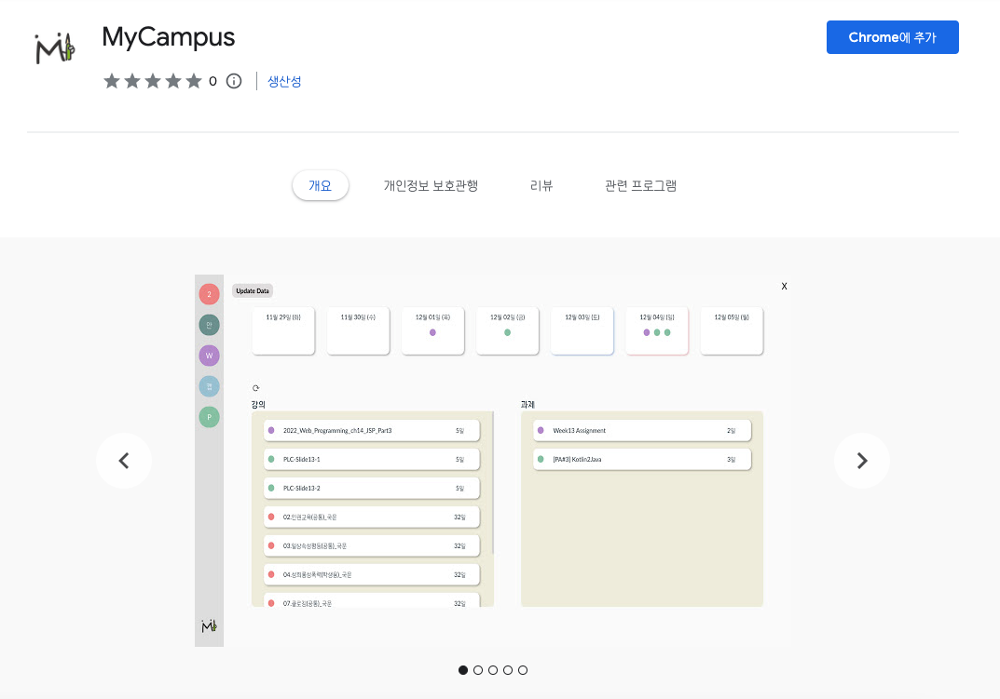 MyCampus
Chrome에 추가
0
생산성
개요 개인정보 보호관행 리뷰 관련 프로그램
Update Data
X
11월 29일 (화) 11월 30일 (수) 12월 01일 (목) 12월 02일 (금) 12월 03일 (토) 12월 04일 (일) 12월 05일 (월)
2
안
W
컴
P
강의
2022_Web_Programming_ch14_JSP_Part3 5일
PLC-Slide13-1 5일
PLC-Slide13-2 5일
02.인권교육(공통)_국문 32일
03.일상속성평등(공통)_국문 32일
04.성희롱성폭력(학생용)_국문 32일
07.클로징(공통)_국문 32일
과제
Week13 Assignment 2일
[PA#3] Kotlin2Java 3일